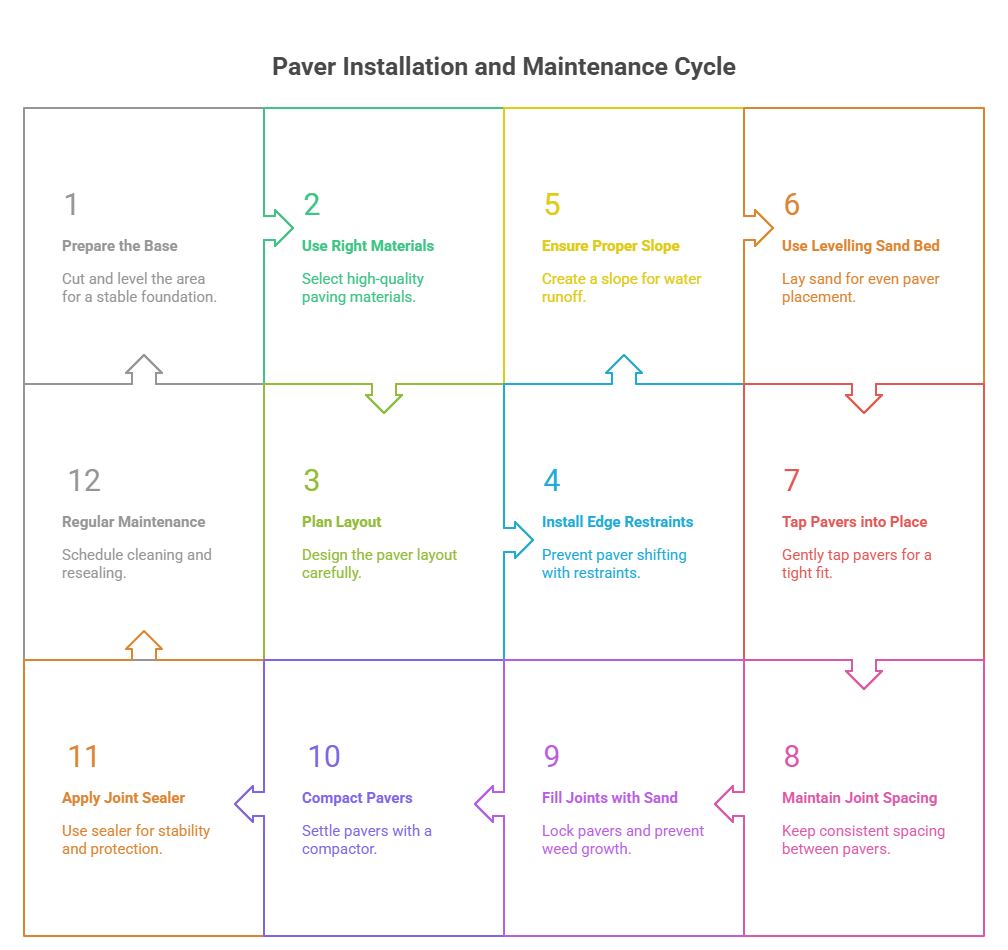 Paver Installation and Maintenance Cycle
1
Prepare the Base
Cut and level the area
for a stable foundation.
2
Use Right Materials
Select high-quality
paving materials.
5
Ensure Proper Slope
Create a slope for water
runoff.
6
Use Levelling Sand Bed
Lay sand for even paver
placement.
12
Regular Maintenance
Schedule cleaning and
resealing.
3
Plan Layout
Design the paver layout
carefully.
4
Install Edge Restraints
Prevent paver shifting
with restraints.
7
Tap Pavers into Place
Gently tap pavers for a
tight fit.
11
Apply Joint Sealer
Use sealer for stability
and protection.
10
Compact Pavers
Settle pavers with a
compactor.
9
Fill Joints with Sand
Lock pavers and prevent
weed growth.
8
Maintain Joint Spacing
Keep consistent spacing
between pavers.